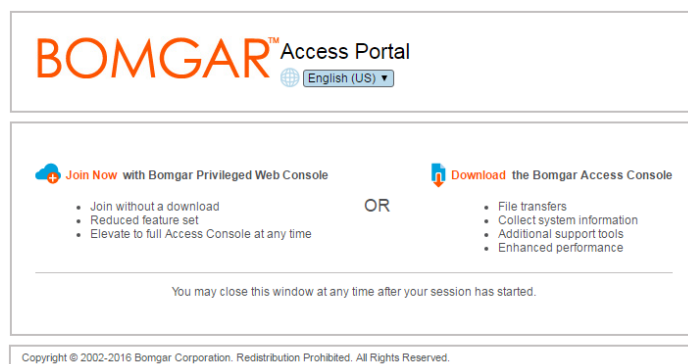 BOMGAR™ Access Portal
English (US) ▼
Join Now with Bomgar Privileged Web Console
• Join without a download
• Reduced feature set
• Elevate to full Access Console at any time
OR
Download the Bomgar Access Console
• File transfers
• Collect system information
• Additional support tools
• Enhanced performance
You may close this window at any time after your session has started.
Copyright © 2002-2016 Bomgar Corporation. Redistribution Prohibited. All Rights Reserved.